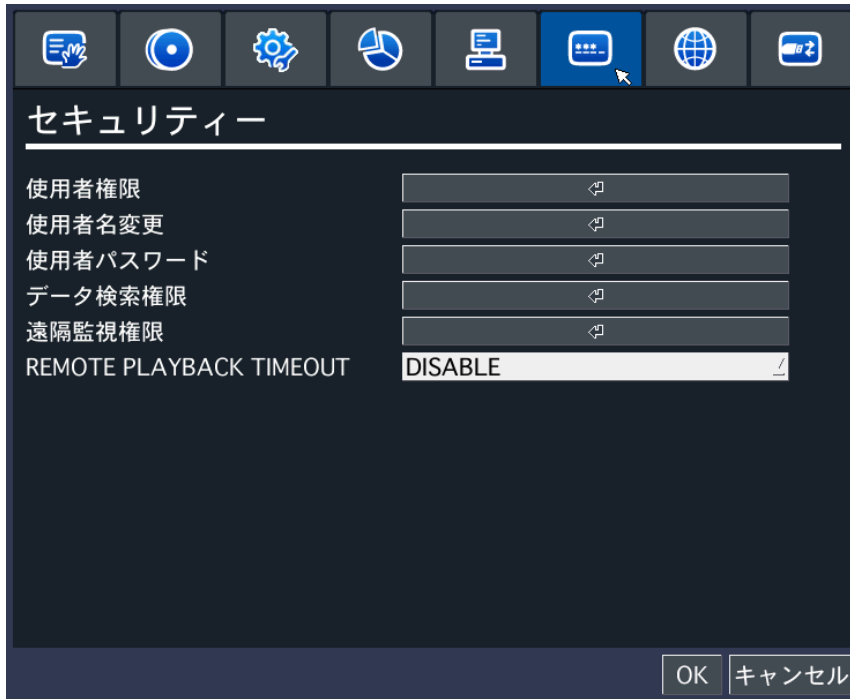 セキュリティー
使用者権限
使用者名変更
使用者パスワード
データ検索権限
遠隔監視権限
REMOTE PLAYBACK TIMEOUT DISABLE
OK キャンセル